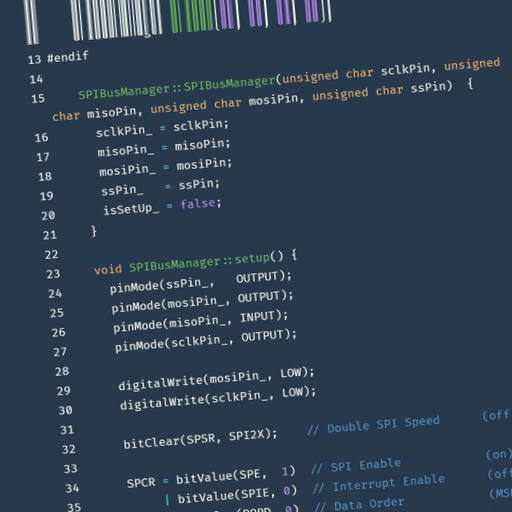 13 #endif
14
15 SPIBusManager::SPIBusManager(unsigned char sclkPin, unsigned
char misoPin, unsigned char mosiPin, unsigned char ssPin) {
16 sclkPin_ = sclkPin;
17 misoPin_ = misoPin;
18 mosiPin_ = mosiPin;
19 ssPin_ = ssPin;
20 isSetUp_ = false;
21 }
22
23 void SPIBusManager::setup() {
24 pinMode(ssPin_, OUTPUT);
25 pinMode(mosiPin_, OUTPUT);
26 pinMode(misoPin_, INPUT);
27 pinMode(sclkPin_, OUTPUT);
28
29 digitalWrite(mosiPin_, LOW);
30 digitalWrite(sclkPin_, LOW);
31
32 bitClear(SPSR, SPI2X); // Double SPI Speed (off
33
34 SPCR = bitValue(SPE, 1) // SPI Enable (on)
35 | bitValue(SPIE, 0) // Interrupt Enable (off
// Data Order (MS